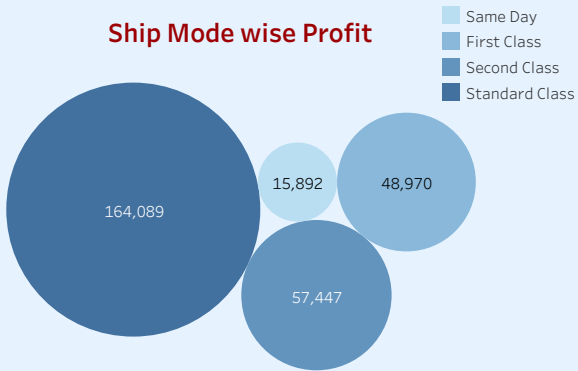 Ship Mode wise Profit
Same Day
First Class
Second Class
Standard Class
164,089
15,892
48,970
57,447